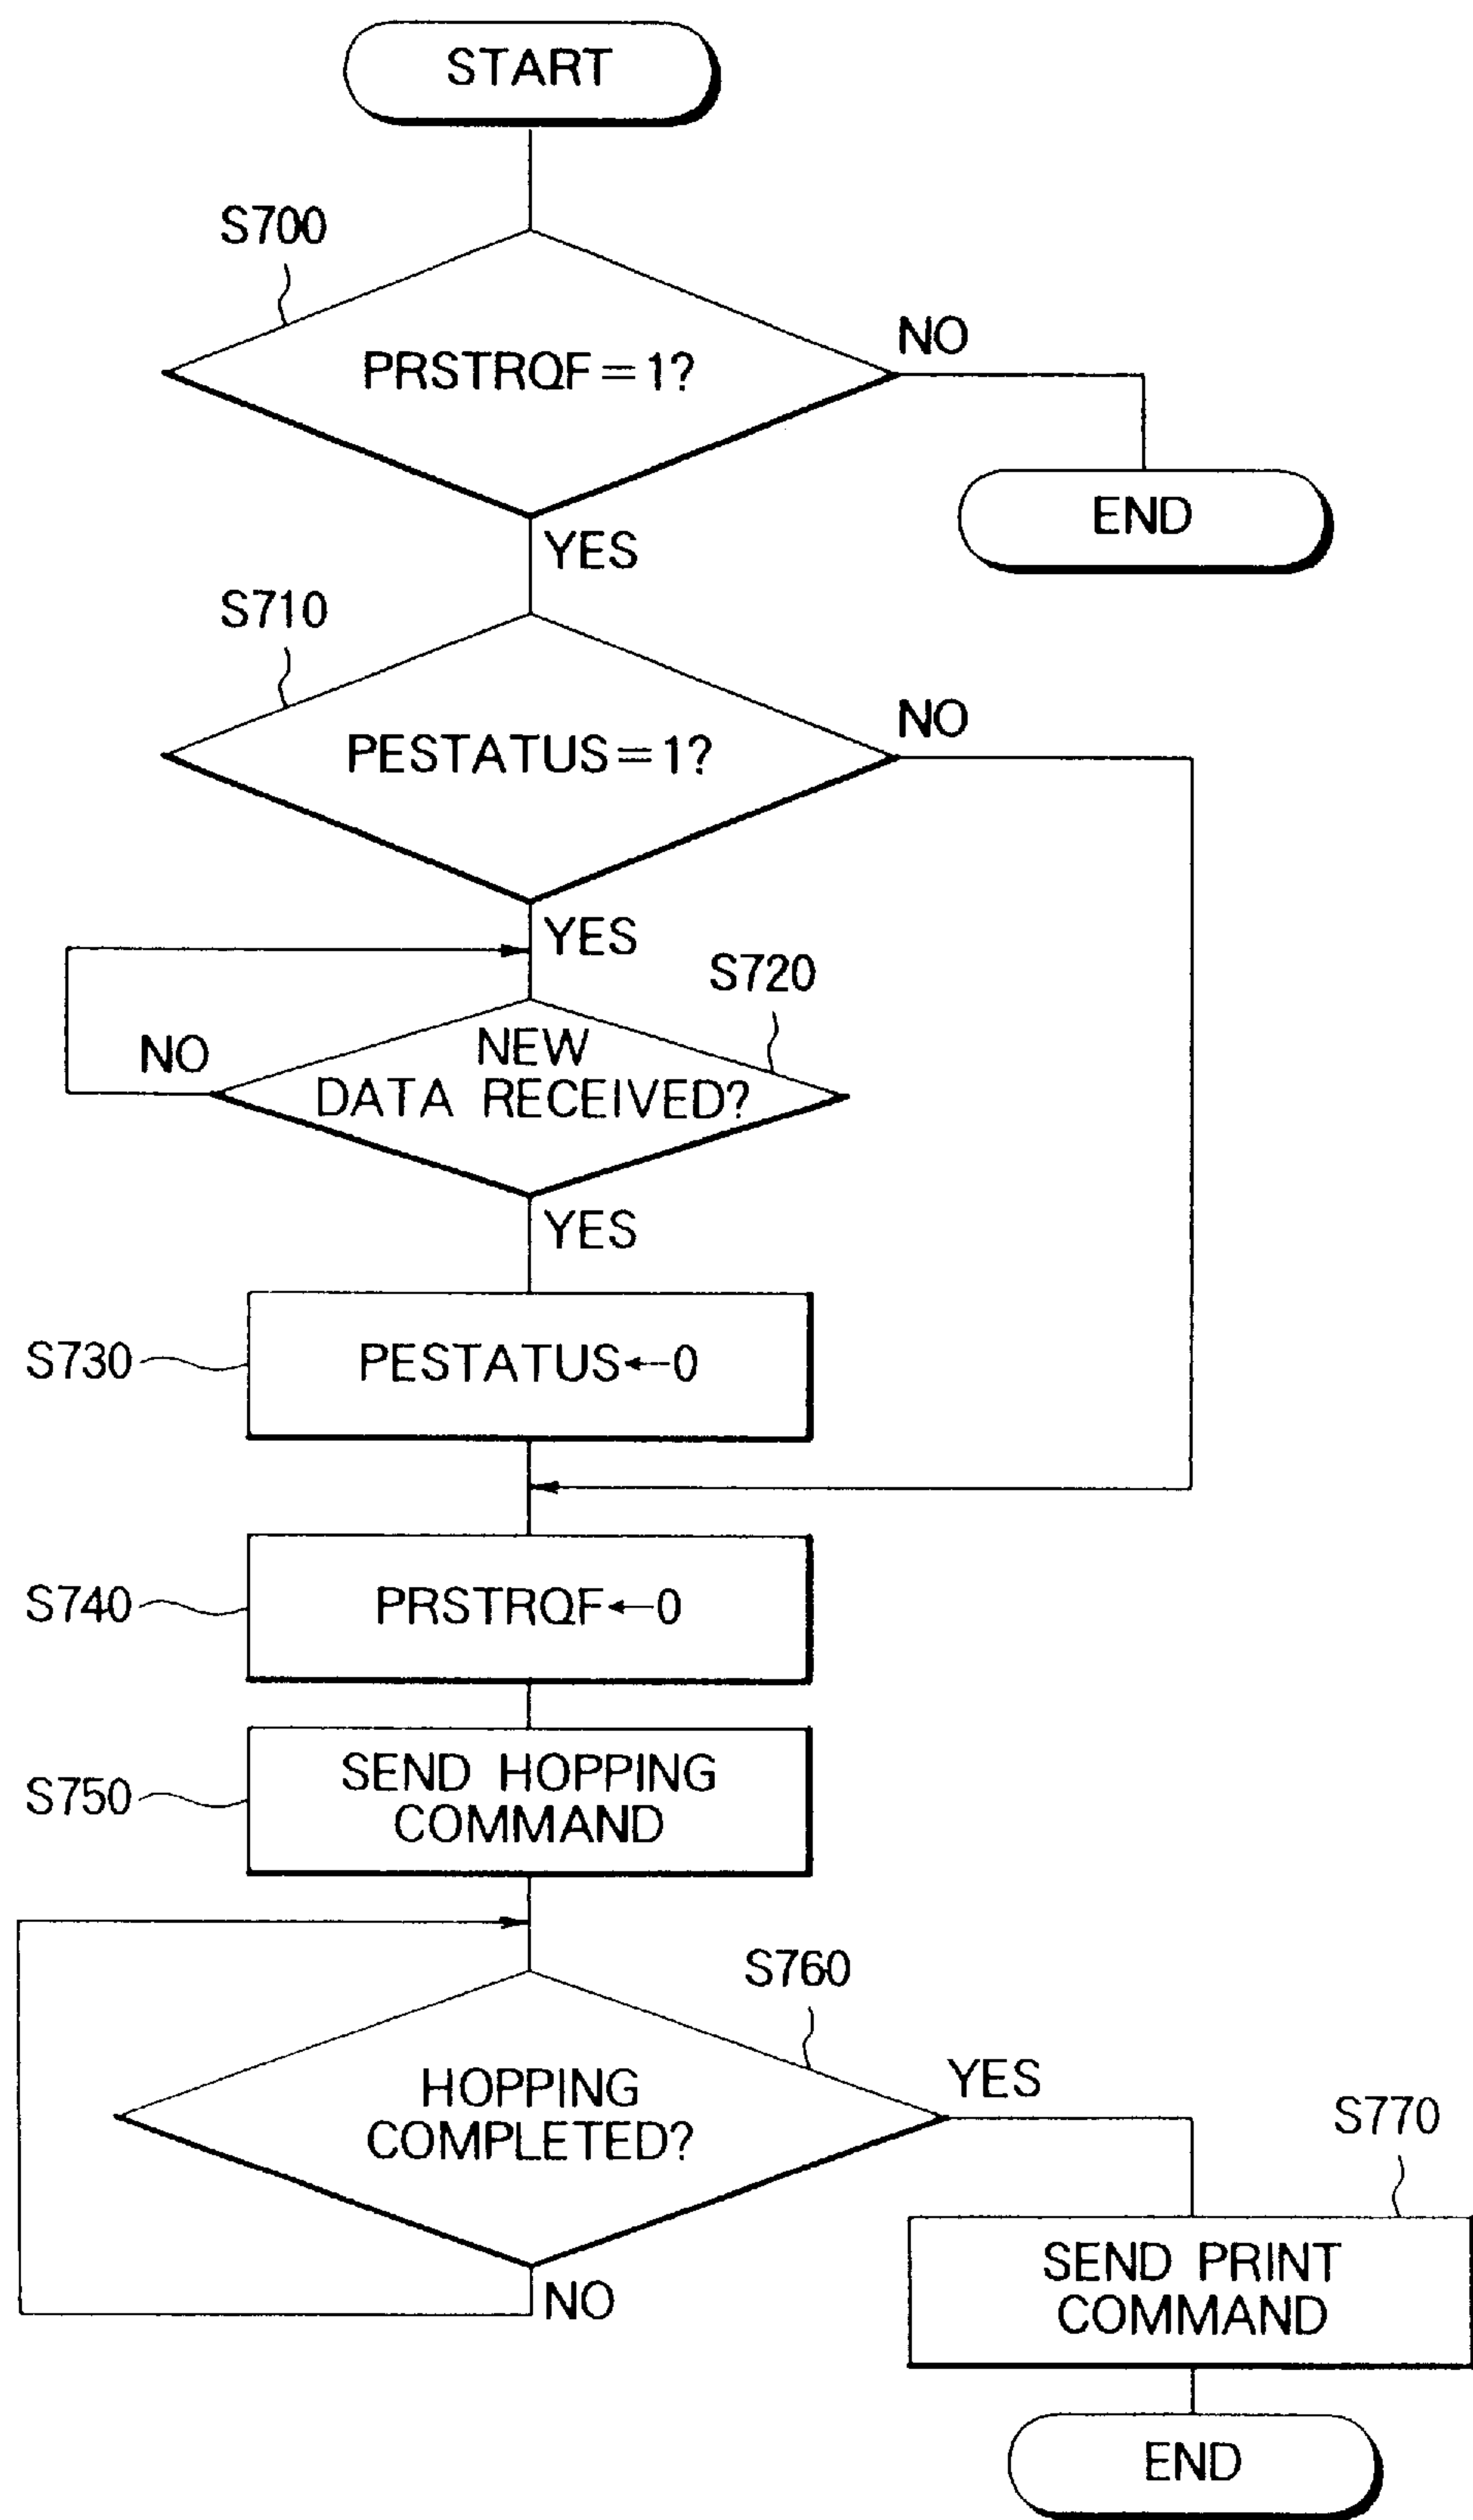 START
S700
PRSTRQF=1?
NO
END
YES
S710
PESTATUS=1?
NO
YES
S720
NEW
DATA RECEIVED?
NO
YES
S730
PESTATUS←0
S740
PRSTRQF←0
S750
SEND HOPPING
COMMAND
S760
HOPPING
COMPLETED?
YES
NO
S770
SEND PRINT
COMMAND
END